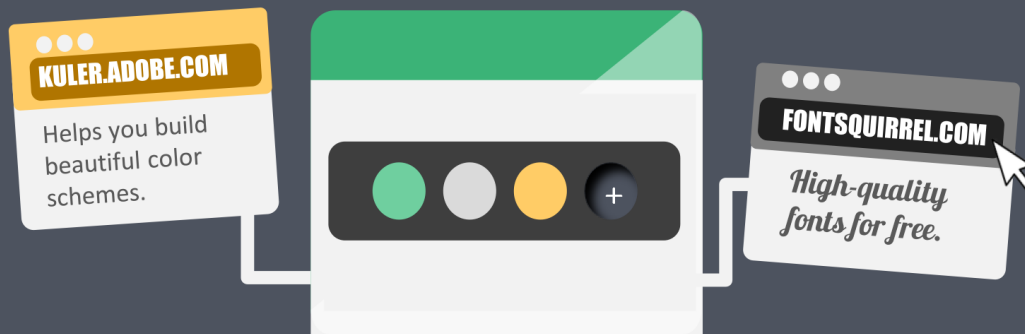 KULER.ADOBE.COM
Helps you build
beautiful color
schemes.
+
FONTSQUIRREL.COM
High-quality
fonts for free.